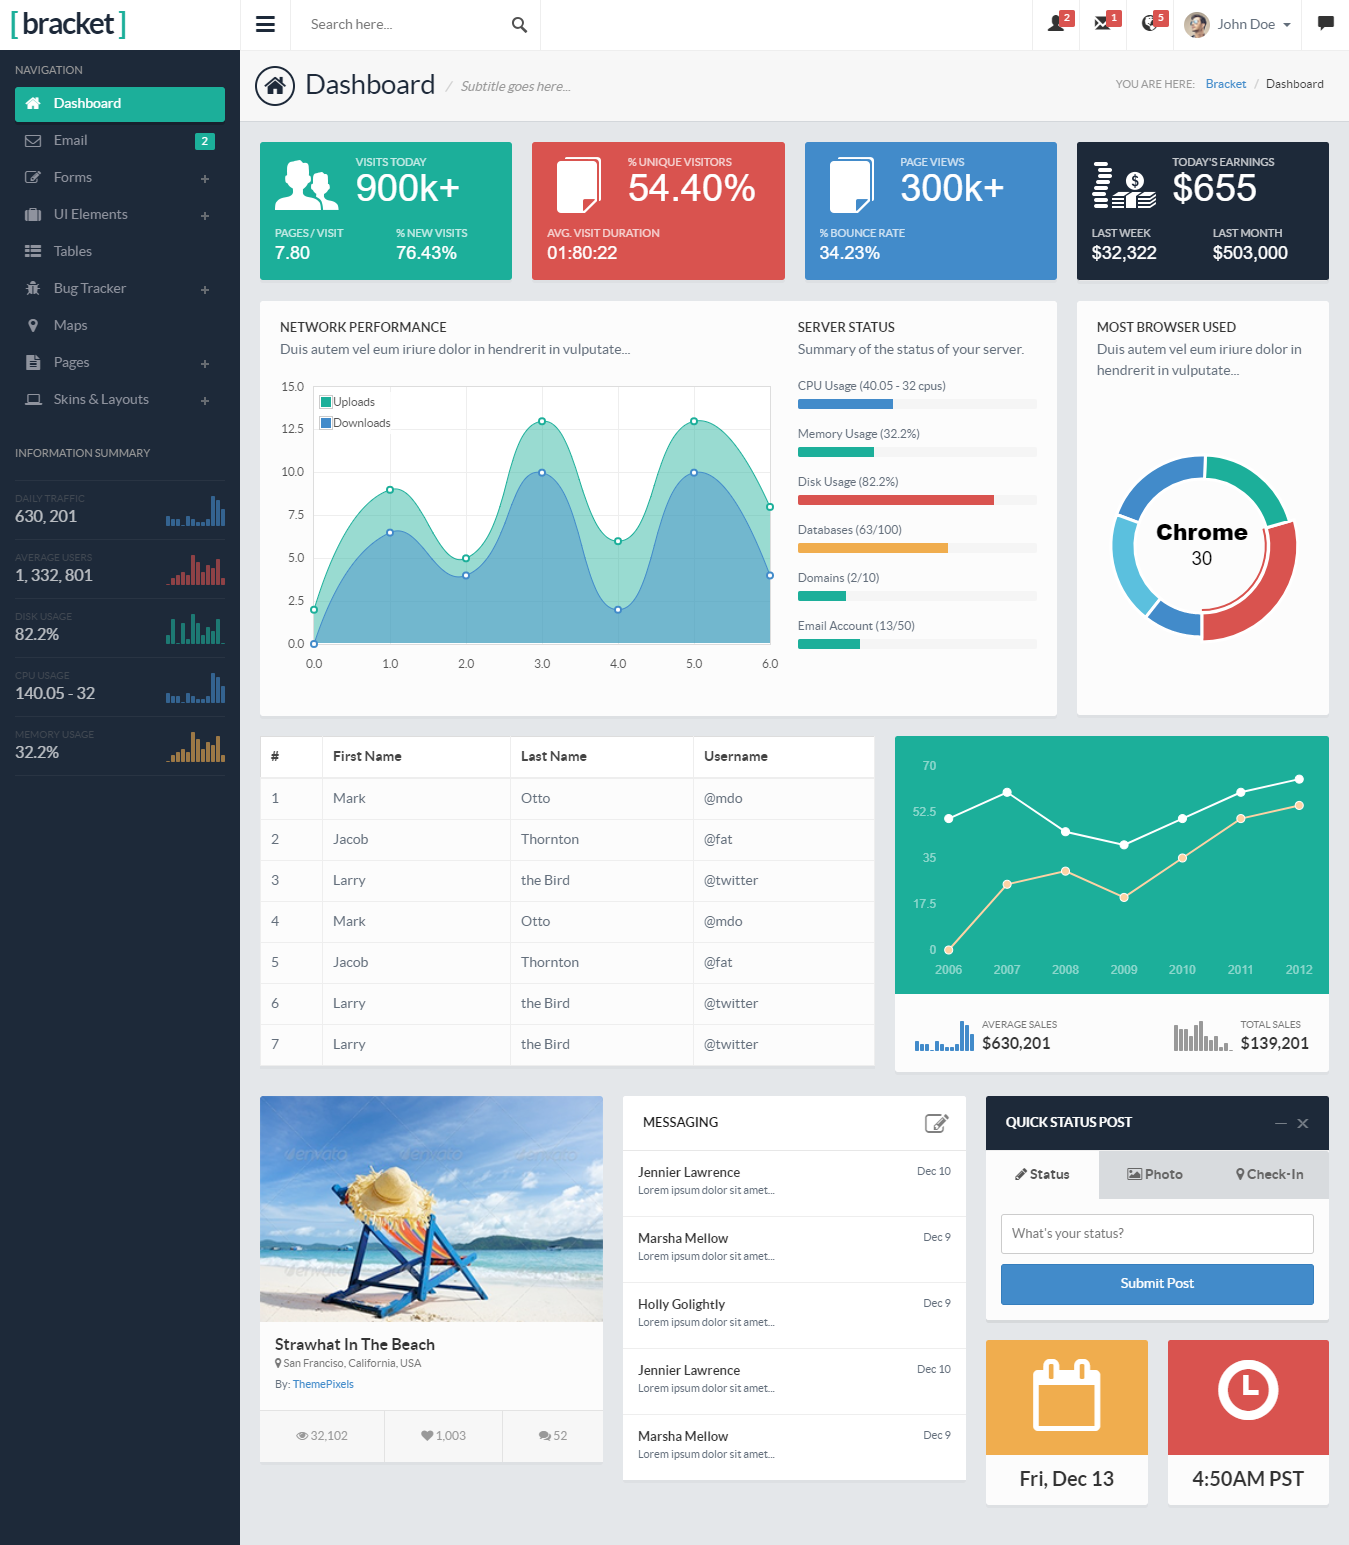 [bracket]
Search here...
2
1
5
John Doe
NAVIGATION
Dashboard
Email
2
Forms
UI Elements
Tables
Bug Tracker
Maps
Pages
Skins & Layouts
INFORMATION SUMMARY
DAILY TRAFFIC
630, 201
AVERAGE USERS
1, 332, 801
DISK USAGE
82.2%
CPU USAGE
140.05 - 32
MEMORY USAGE
32.2%
Dashboard / Subtitle goes here...
YOU ARE HERE: Bracket / Dashboard
VISITS TODAY
900k+
PAGES / VISIT
7.80
% NEW VISITS
76.43%
% UNIQUE VISITORS
54.40%
AVG. VISIT DURATION
01:80:22
PAGE VIEWS
300k+
% BOUNCE RATE
34.23%
TODAY'S EARNINGS
$655
LAST WEEK
$32,322
LAST MONTH
$503,000
NETWORK PERFORMANCE
Duis autem vel eum iriure dolor in hendrerit in vulputate...
15.0
12.5
10.0
7.5
5.0
2.5
0.0
Uploads
Downloads
0.0 1.0 2.0 3.0 4.0 5.0 6.0
SERVER STATUS
Summary of the status of your server.
CPU Usage (40.05 - 32 cpus)
Memory Usage (32.2%)
Disk Usage (82.2%)
Databases (63/100)
Domains (2/10)
Email Account (13/50)
MOST BROWSER USED
Duis autem vel eum iriure dolor in
hendrerit in vulputate...
Chrome
30
# First Name Last Name Username
1 Mark Otto @mdo
2 Jacob Thornton @fat
3 Larry the Bird @twitter
4 Mark Otto @mdo
5 Jacob Thornton @fat
6 Larry the Bird @twitter
7 Larry the Bird @twitter
70
52.5
35
17.5
0
2006 2007 2008 2009 2010 2011 2012
AVERAGE SALES
$630,201
TOTAL SALES
$139,201
envato envato envato
envato
Strawhat In The Beach
San Franciso, California, USA
By: ThemePixels
32,102
1,003
52
MESSAGING
Jennier Lawrence Dec 10
Lorem ipsum dolor sit amet...
Marsha Mellow Dec 9
Lorem ipsum dolor sit amet...
Holly Golightly Dec 9
Lorem ipsum dolor sit amet...
Jennier Lawrence Dec 10
Lorem ipsum dolor sit amet...
Marsha Mellow Dec 9
Lorem ipsum dolor sit amet...
QUICK STATUS POST
Status
Photo
Check-In
What's your status?
Submit Post
Fri, Dec 13
4:50AM PST